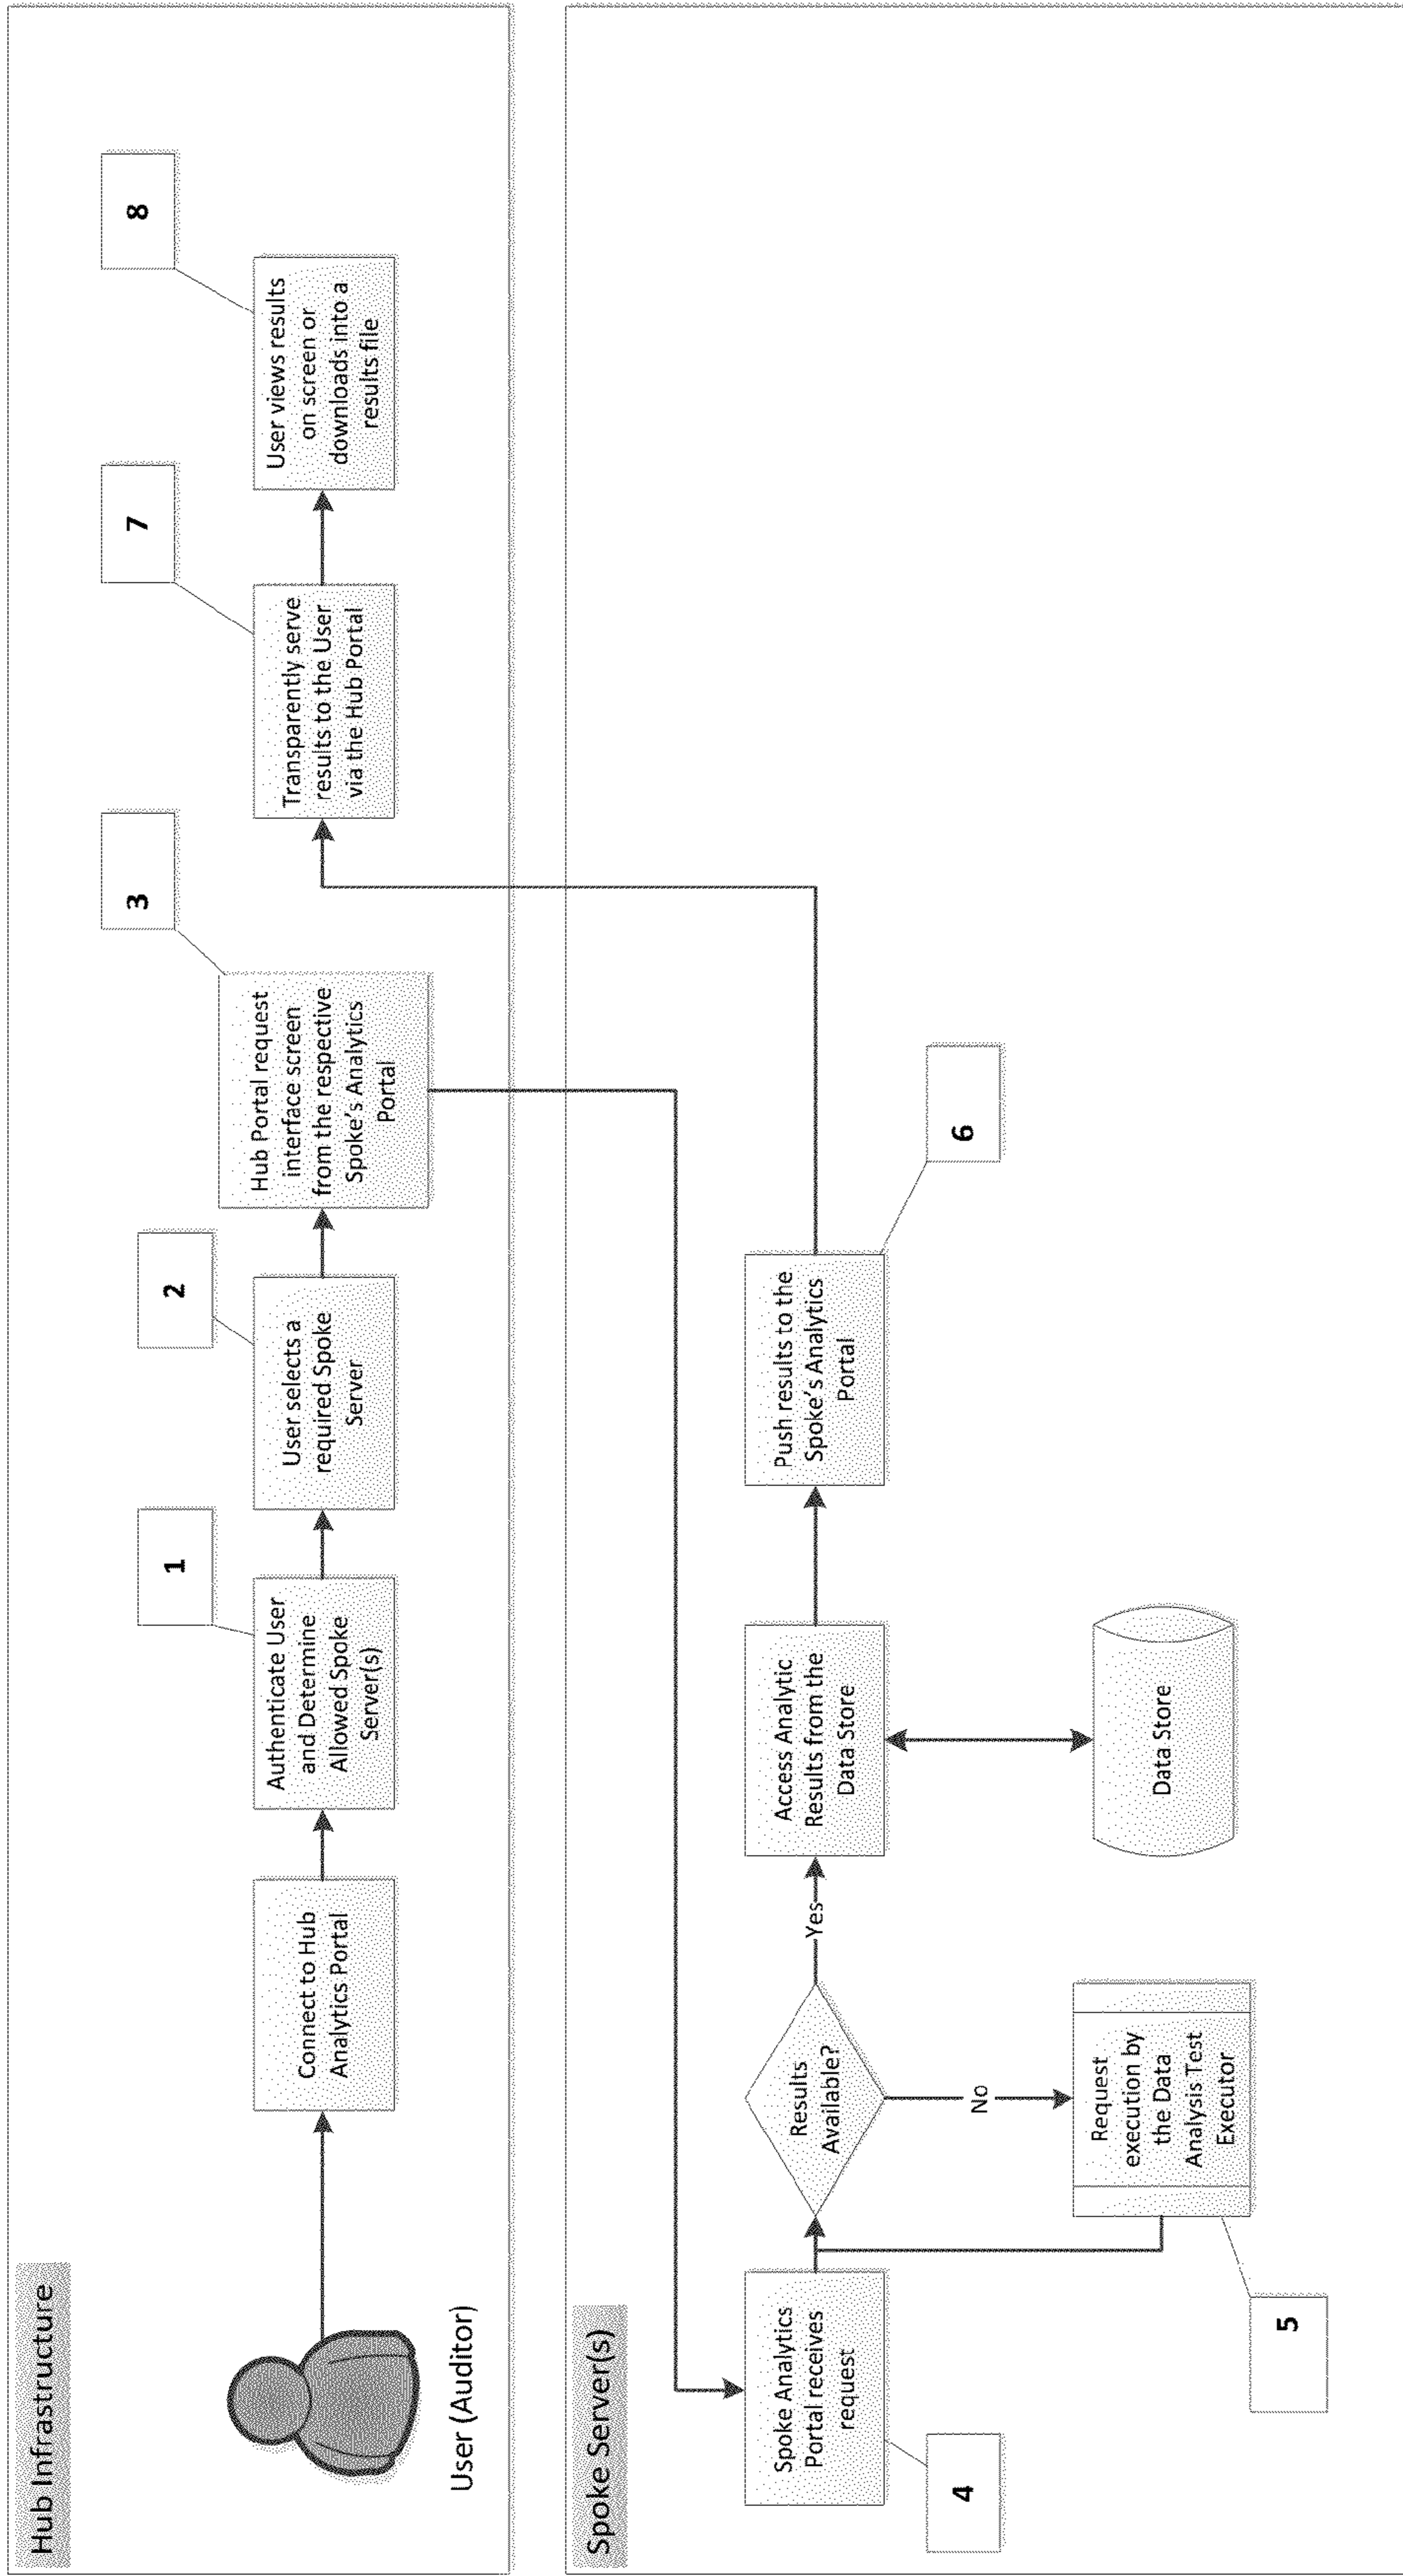 Hub Infrastructure
User (Auditor)
Connect to Hub
Analytics Portal
1
Authenticate User
and Determine
Allowed Spoke
Server(s)
2
User selects a
required Spoke
Server
3
Hub Portal request
interface screen
from the respective
Spoke's Analytics
Portal
7
Transparently serve
results to the User
via the Hub Portal
8
User views results
on screen or
downloads into a
results file
Spoke Server(s)
4
Spoke Analytics
Portal receives
request
Results
Available?
Yes
No
5
Request
execution by
the Data
Analysis Test
Executor
Access Analytic
Results from the
Data Store
Data Store
6
Push results to the
Spoke's Analytics
Portal